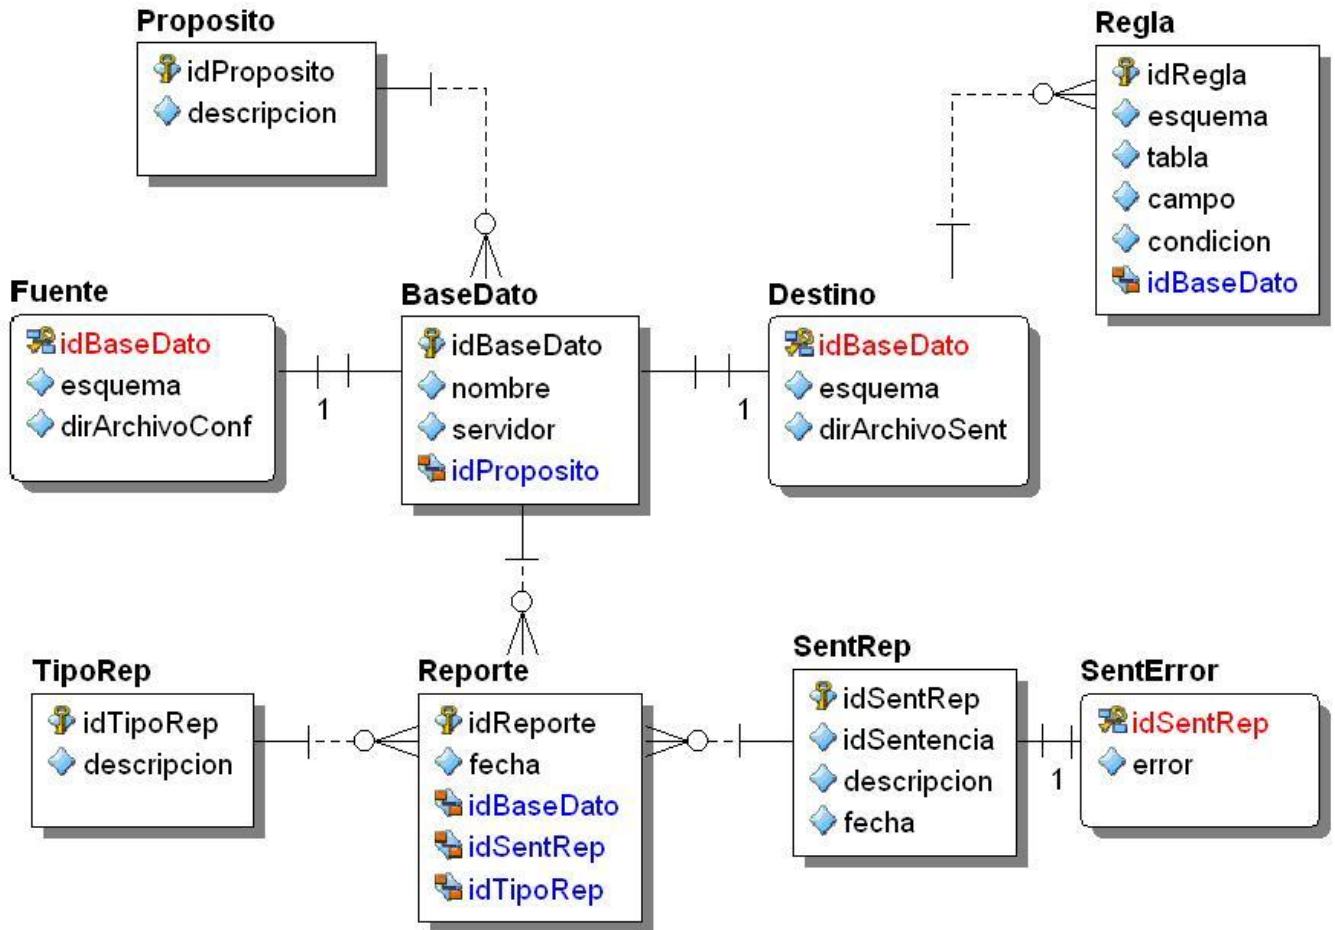 Proposito
idProposito
descripcion
Regla
idRegla
esquema
tabla
campo
condicion
idBaseDato
Fuente
idBaseDato
esquema
dirArchivoConf
1
BaseDato
idBaseDato
nombre
servidor
idProposito
1
Destino
idBaseDato
esquema
dirArchivoSent
TipoRep
idTipoRep
descripcion
Reporte
idReporte
fecha
idBaseDato
idSentRep
idTipoRep
SentRep
idSentRep
idSentencia
descripcion
fecha
1
SentError
idSentRep
error